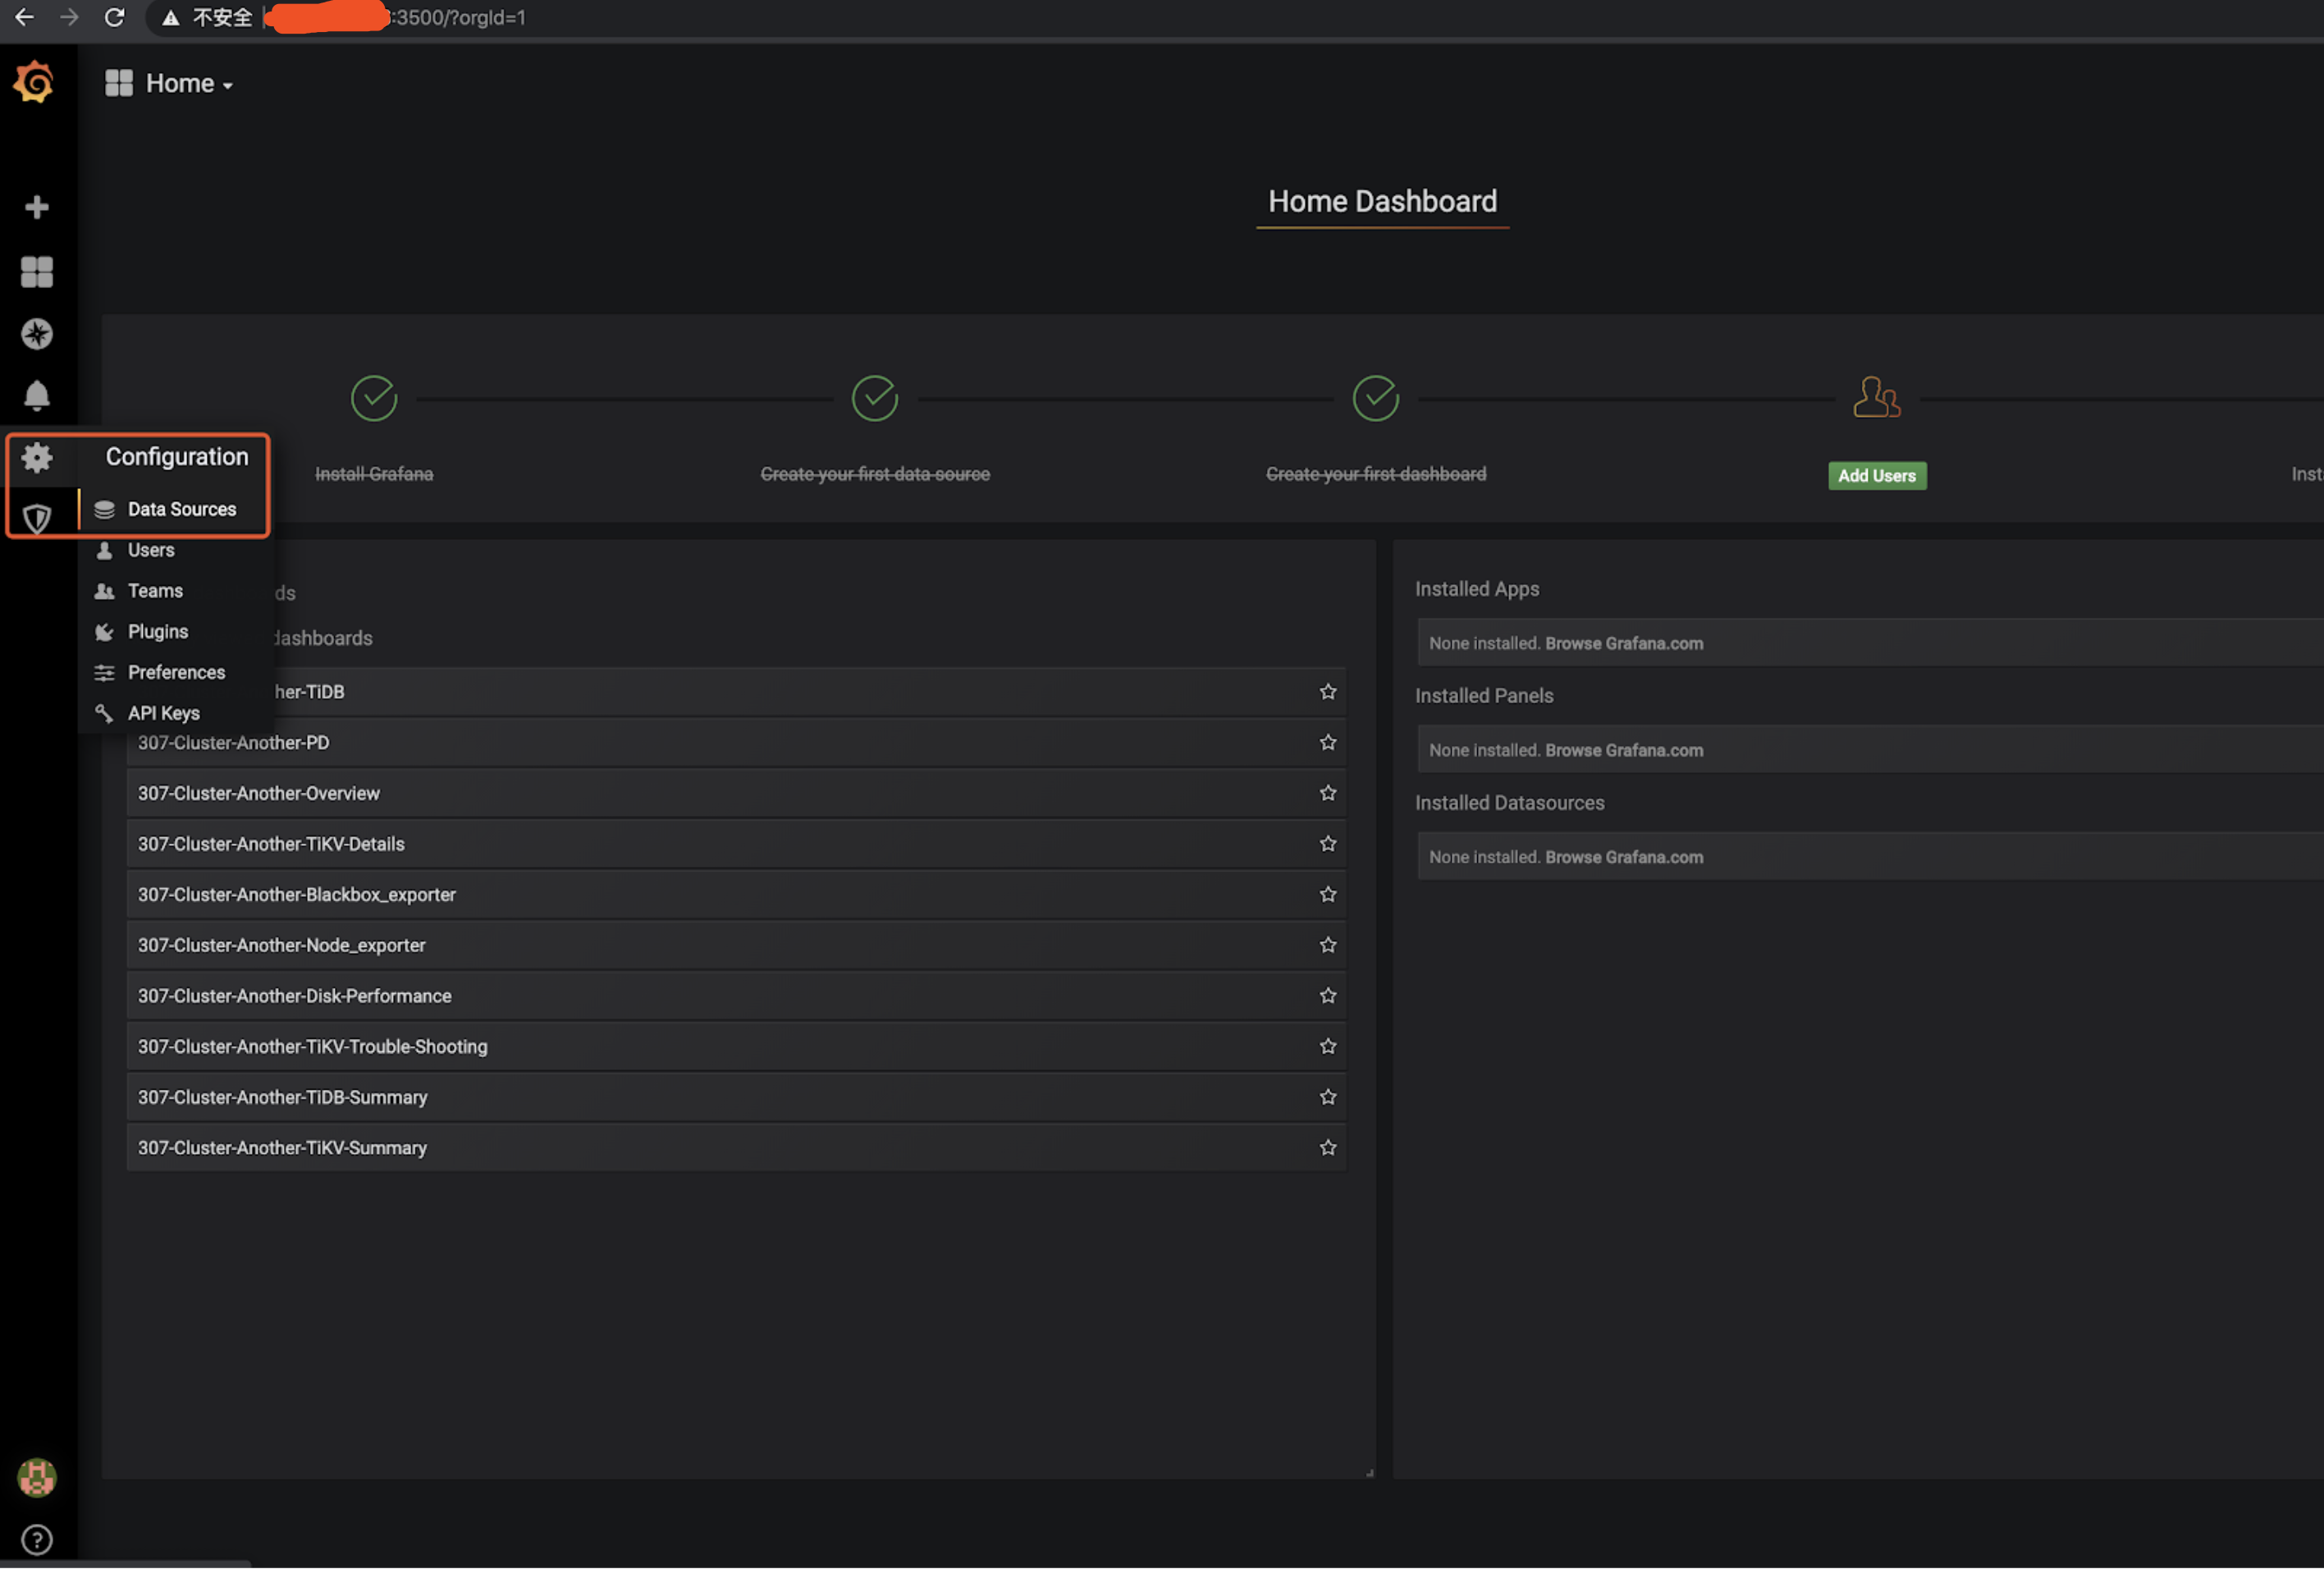 不安全 :3500/?orgId=1
Home
Home Dashboard
Install Grafana
Create your first data source
Create your first dashboard
Add Users
Configuration
Data Sources
Users
Teams
Plugins
Preferences
API Keys
dashboards
her-TiDB
307-Cluster-Another-PD
307-Cluster-Another-Overview
307-Cluster-Another-TiKV-Details
307-Cluster-Another-Blackbox_exporter
307-Cluster-Another-Node_exporter
307-Cluster-Another-Disk-Performance
307-Cluster-Another-TiKV-Trouble-Shooting
307-Cluster-Another-TiDB-Summary
307-Cluster-Another-TiKV-Summary
Installed Apps
None installed. Browse Grafana.com
Installed Panels
None installed. Browse Grafana.com
Installed Datasources
None installed. Browse Grafana.com